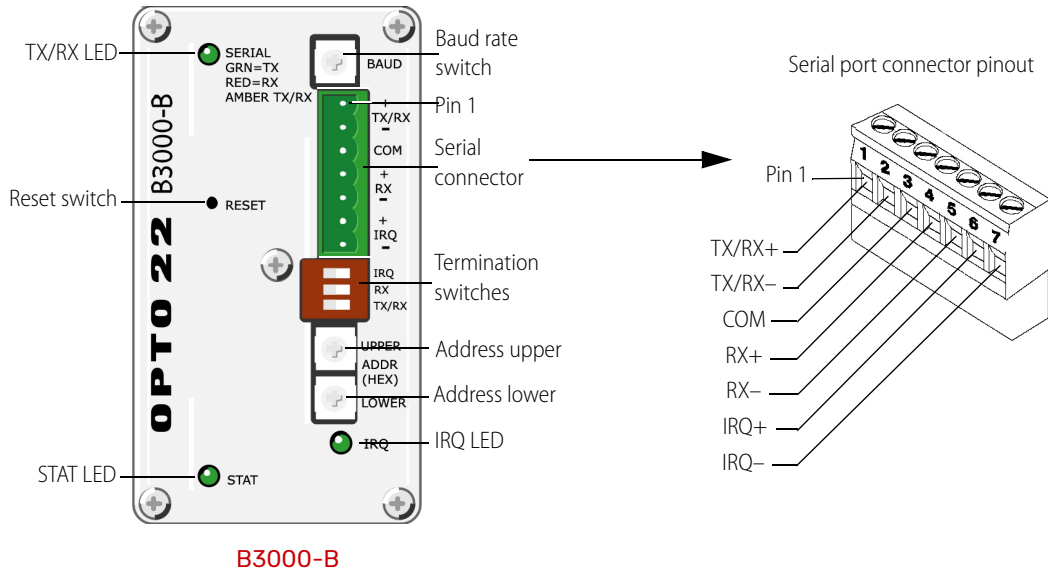 TX/RX LED
SERIAL
GRN=TX
RED=RX
AMBER TX/RX
BAUD
Baud rate
switch
Pin 1
+
TX/RX
–
COM
+
RX
–
+
IRQ
–
Serial
connector
B3000-B
OPTO 22
Reset switch
RESET
IRQ
RX
TX/RX
Termination
switches
UPPER
ADDR
(HEX)
LOWER
Address upper
Address lower
IRQ
IRQ LED
STAT LED
STAT
B3000-B
Serial port connector pinout
Pin 1
1 2 3 4 5 6 7
TX/RX+
TX/RX–
COM
RX+
RX–
IRQ+
IRQ–